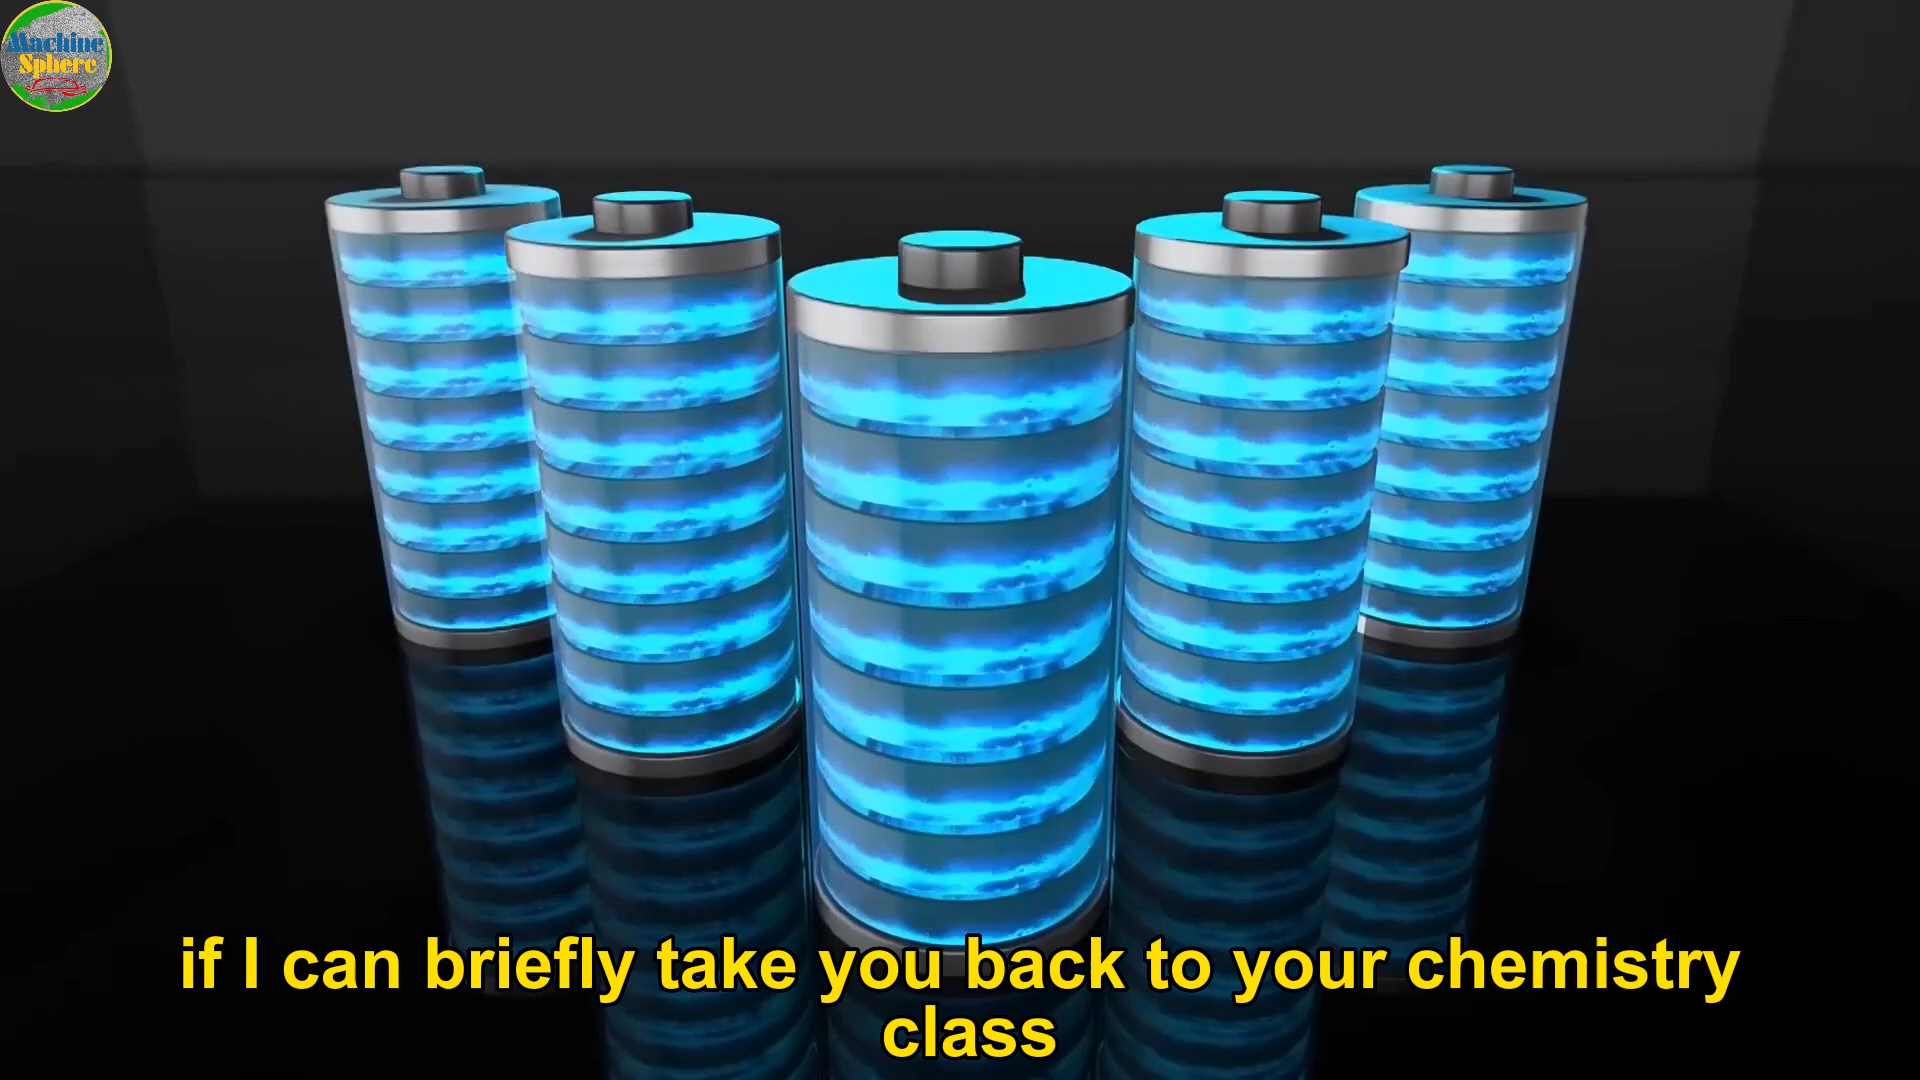 Machine
Sphere
if I can briefly take you back to your chemistry
class